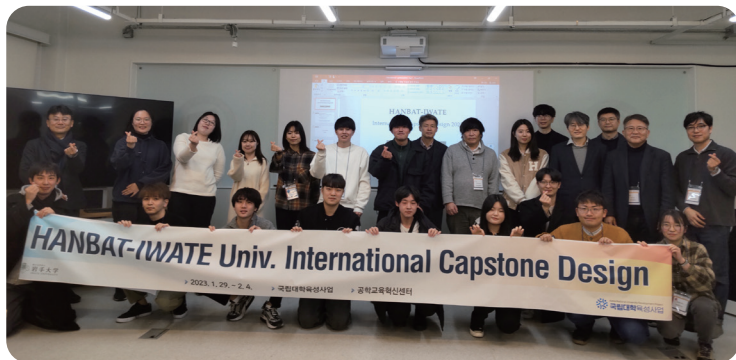 HANBAT-IWATE
HANBAT-IWATE Univ. International Capstone Design
2023. 1. 29. ~ 2. 4. 국립대학육성사업 공학교육혁신센터
국립대학육성사업